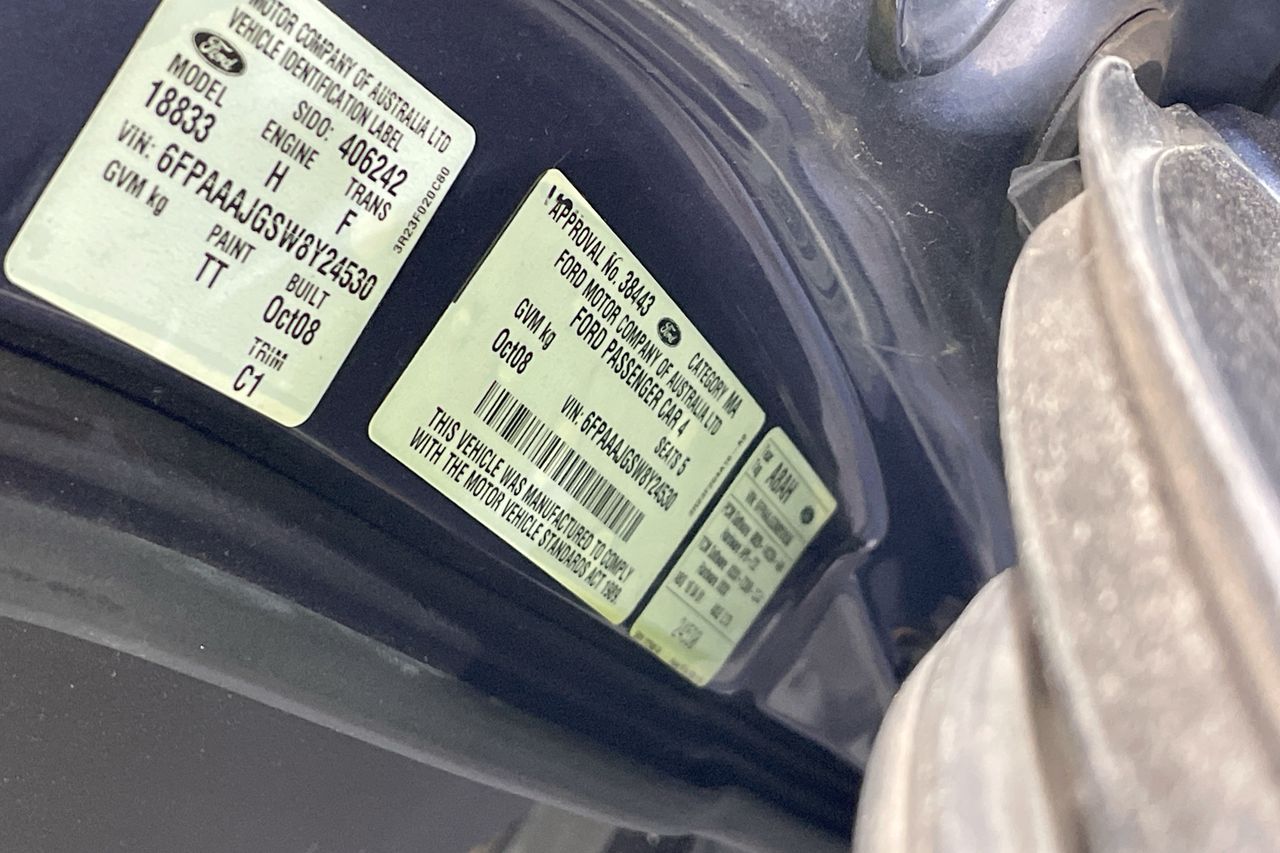 MOTOR COMPANY OF AUSTRALIA LTD
VEHICLE IDENTIFICATION LABEL
Ford
MODEL SIDO: 406242
18833 ENGINE TRANS
H F
VIN: 6FPAAAJGSW8Y24530
GVM kg
PAINT BUILT
TT Oct08
TRIM
C1
3R23F020C80
APPROVAL No. 38443 Ford CATEGORY MA
FORD MOTOR COMPANY OF AUSTRALIA LTD
FORD PASSENGER CAR 4
GVM kg SEATS 5
Oct08
VIN: 6FPAAAJGSW8Y24530
THIS VEHICLE WAS MANUFACTURED TO COMPLY
WITH THE MOTOR VEHICLE STANDARDS ACT 1989.
ABAH
24530